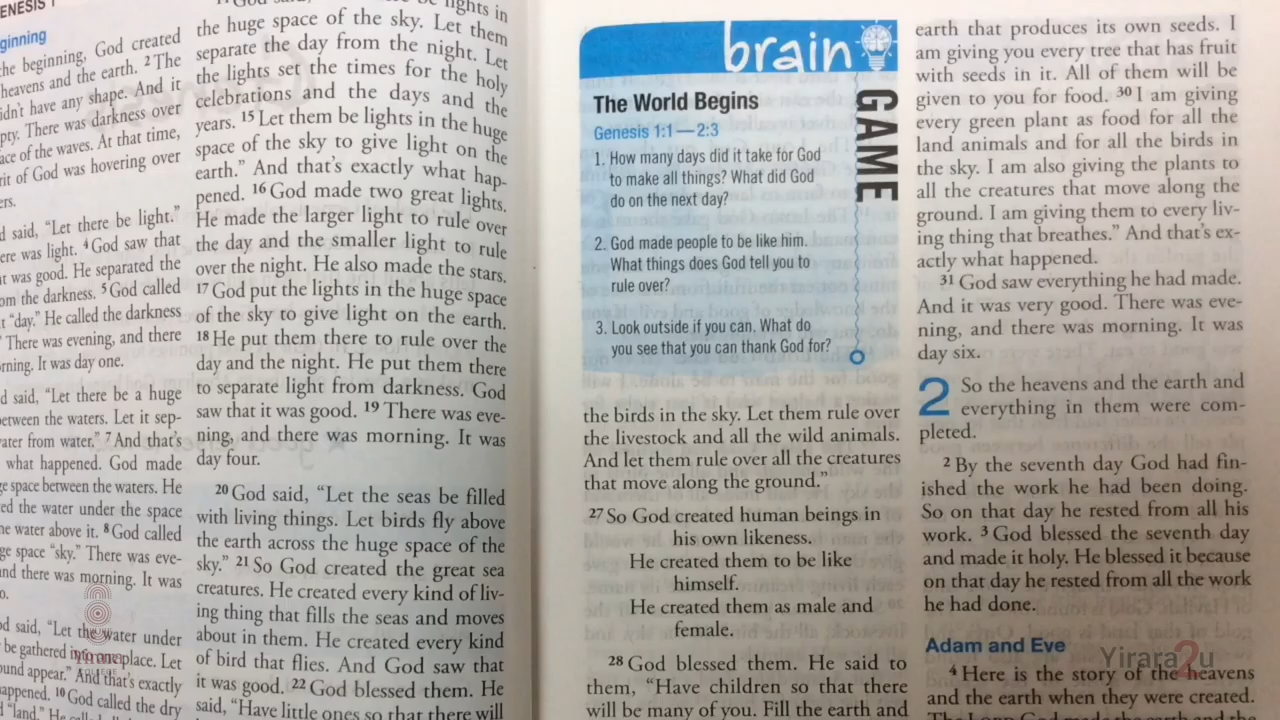 GENESIS 1
ginning
he beginning, God created
heavens and the earth. 2 The
idn't have any shape. And it
pty. There was darkness over
ace of the waves. At that time,
rit of God was hovering over
ers.
d said, "Let there be light."
ere was light. 4 God saw that
t was good. He separated the
om the darkness. 5 God called
t "day." He called the darkness
There was evening, and there
rning. It was day one.
d said, "Let there be a huge
between the waters. Let it sep-
vater from water." 7 And that's
what happened. God made
ge space between the waters. He
ed the water under the space
he water above it. 8 God called
ge space "sky." There was eve-
nd there was morning. It was
o.
od said, "Let the water under
be gathered into one place. Let
ound appear." And that's exactly
appened. 10 God called the dry
"land." He called
God said, be lights in
the huge space of the sky. Let them
separate the day from the night. Let
the lights set the times for the holy
celebrations and the days and the
years. 15 Let them be lights in the huge
space of the sky to give light on the
earth." And that's exactly what hap-
pened. 16 God made two great lights.
He made the larger light to rule over
the day and the smaller light to rule
over the night. He also made the stars.
17 God put the lights in the huge space
of the sky to give light on the earth.
18 He put them there to rule over the
day and the night. He put them there
to separate light from darkness. God
saw that it was good. 19 There was eve-
ning, and there was morning. It was
day four.
20 God said, "Let the seas be filled
with living things. Let birds fly above
the earth across the huge space of the
sky." 21 So God created the great sea
creatures. He created every kind of liv-
ing thing that fills the seas and moves
about in them. He created every kind
of bird that flies. And God saw that
it was good. 22 God blessed them. He
said, "Have little ones so that there will
brain
GAME
The World Begins
Genesis 1:1—2:3
1. How many days did it take for God
to make all things? What did God
do on the next day?
2. God made people to be like him.
What things does God tell you to
rule over?
3. Look outside if you can. What do
you see that you can thank God for?
the birds in the sky. Let them rule over
the livestock and all the wild animals.
And let them rule over all the creatures
that move along the ground."
27 So God created human beings in
his own likeness.
He created them to be like
himself.
He created them as male and
female.
28 God blessed them. He said to
them, "Have children so that there
will be many of you. Fill the earth and
earth that produces its own seeds. I
am giving you every tree that has fruit
with seeds in it. All of them will be
given to you for food. 30 I am giving
every green plant as food for all the
land animals and for all the birds in
the sky. I am also giving the plants to
all the creatures that move along the
ground. I am giving them to every liv-
ing thing that breathes." And that's ex-
actly what happened.
31 God saw everything he had made.
And it was very good. There was eve-
ning, and there was morning. It was
day six.
2 So the heavens and the earth and
everything in them were com-
pleted.
2 By the seventh day God had fin-
ished the work he had been doing.
So on that day he rested from all his
work. 3 God blessed the seventh day
and made it holy. He blessed it because
on that day he rested from all the work
he had done.
Adam and Eve
4 Here is the story of the heavens
and the earth when they were created.
Yirara
Yirara2u